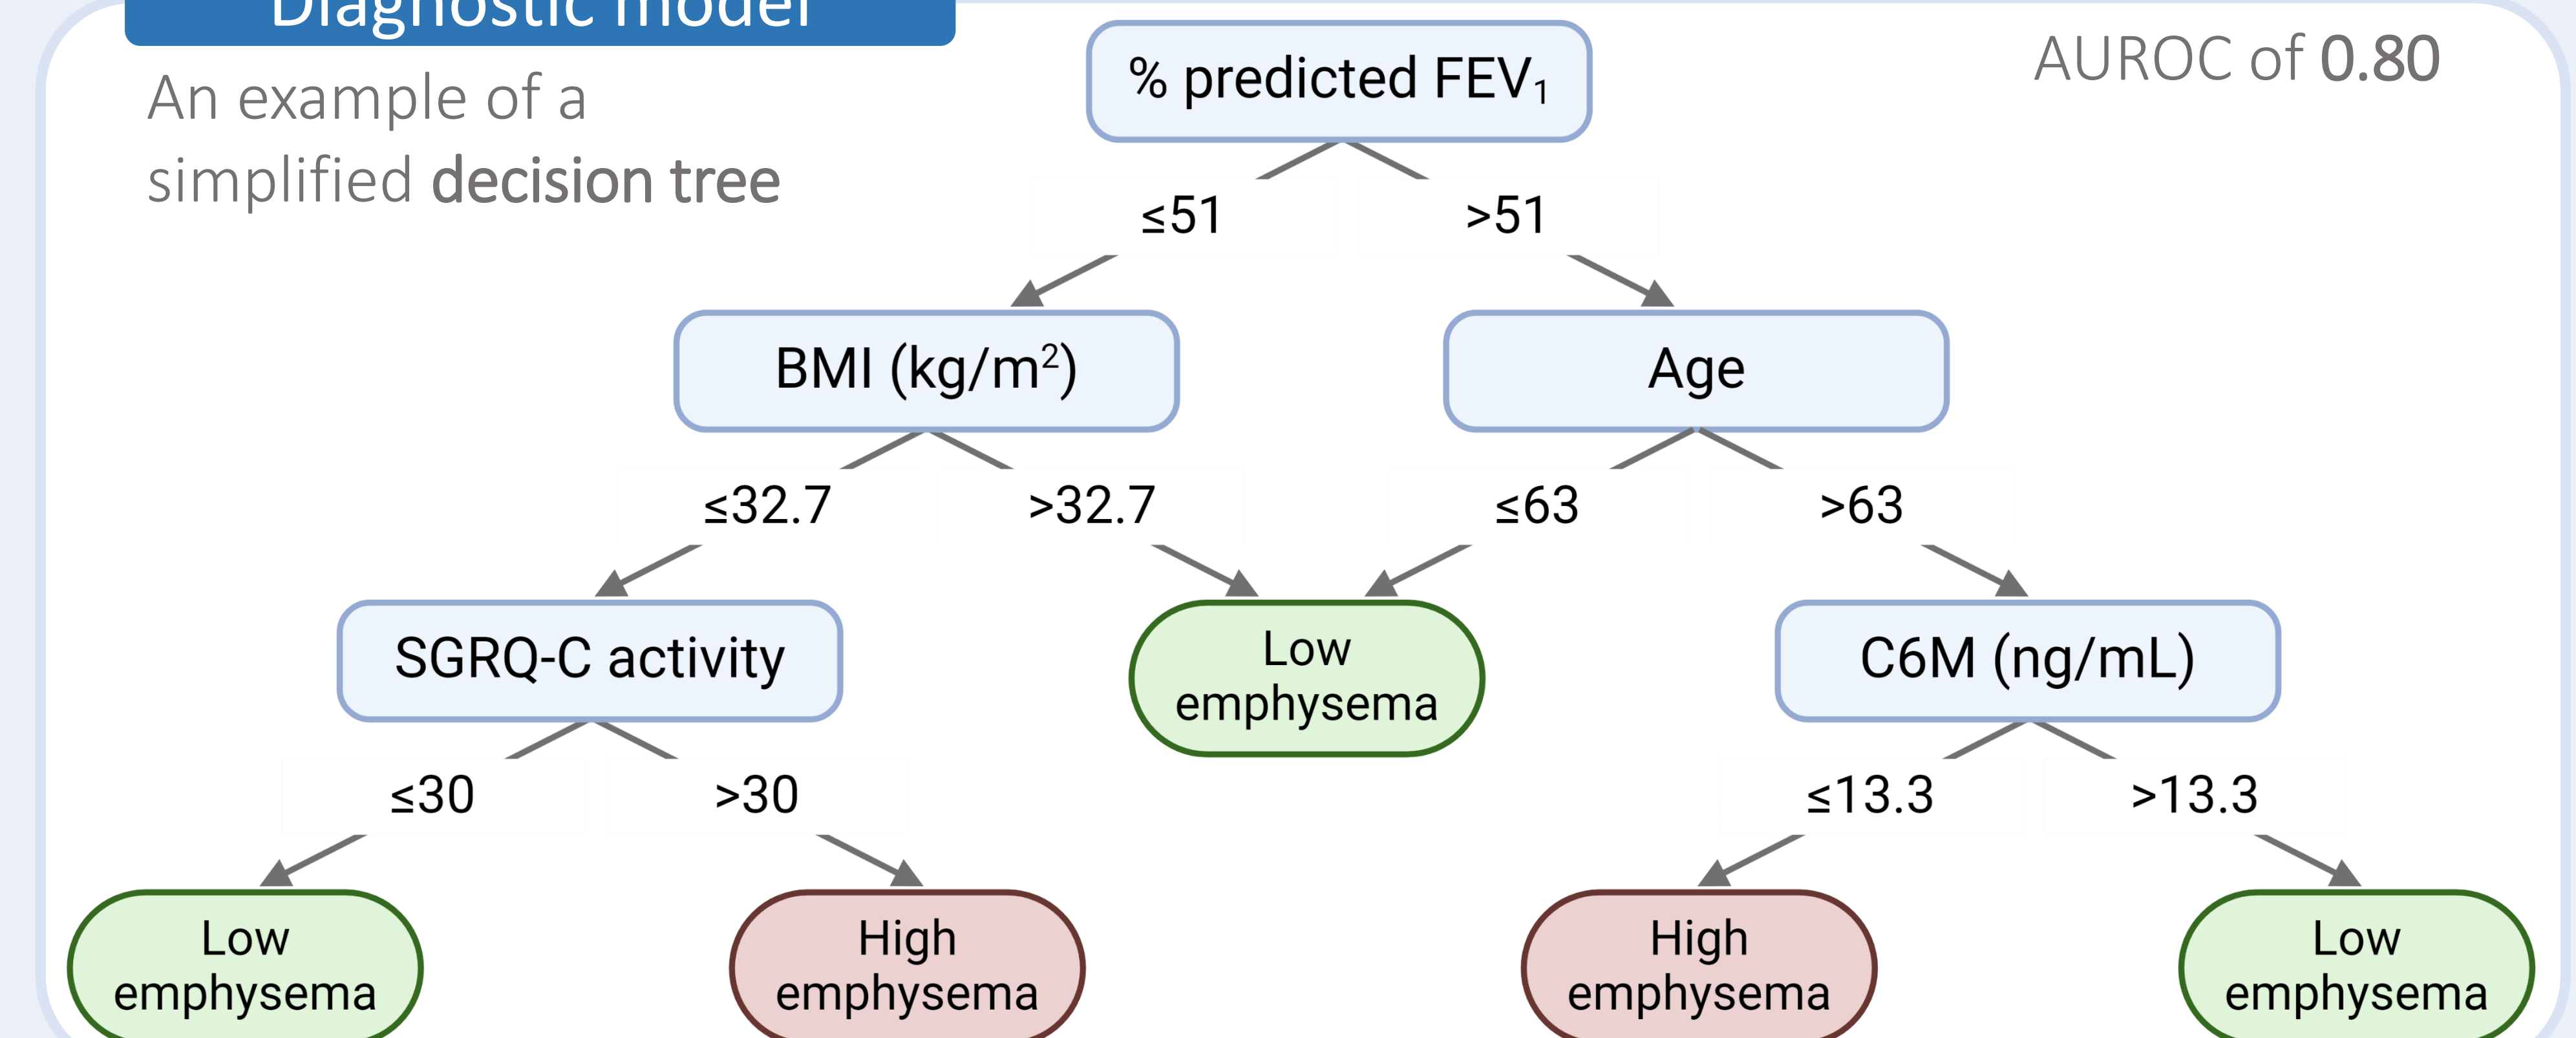 Diagnostic model
An example of a
simplified decision tree
AUROC of 0.80
% predicted FEV₁
≤51
>51
BMI (kg/m²)
Age
≤32.7
>32.7
≤63
>63
SGRQ-C activity
Low
emphysema
C6M (ng/mL)
≤30
>30
≤13.3
>13.3
Low
emphysema
High
emphysema
High
emphysema
Low
emphysema